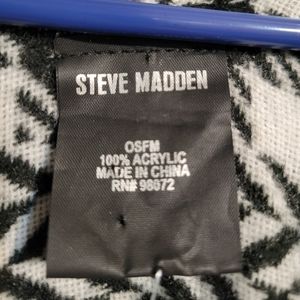 STEVE MADDEN
OSFM
100% ACRYLIC
MADE IN CHINA
RN# 98672